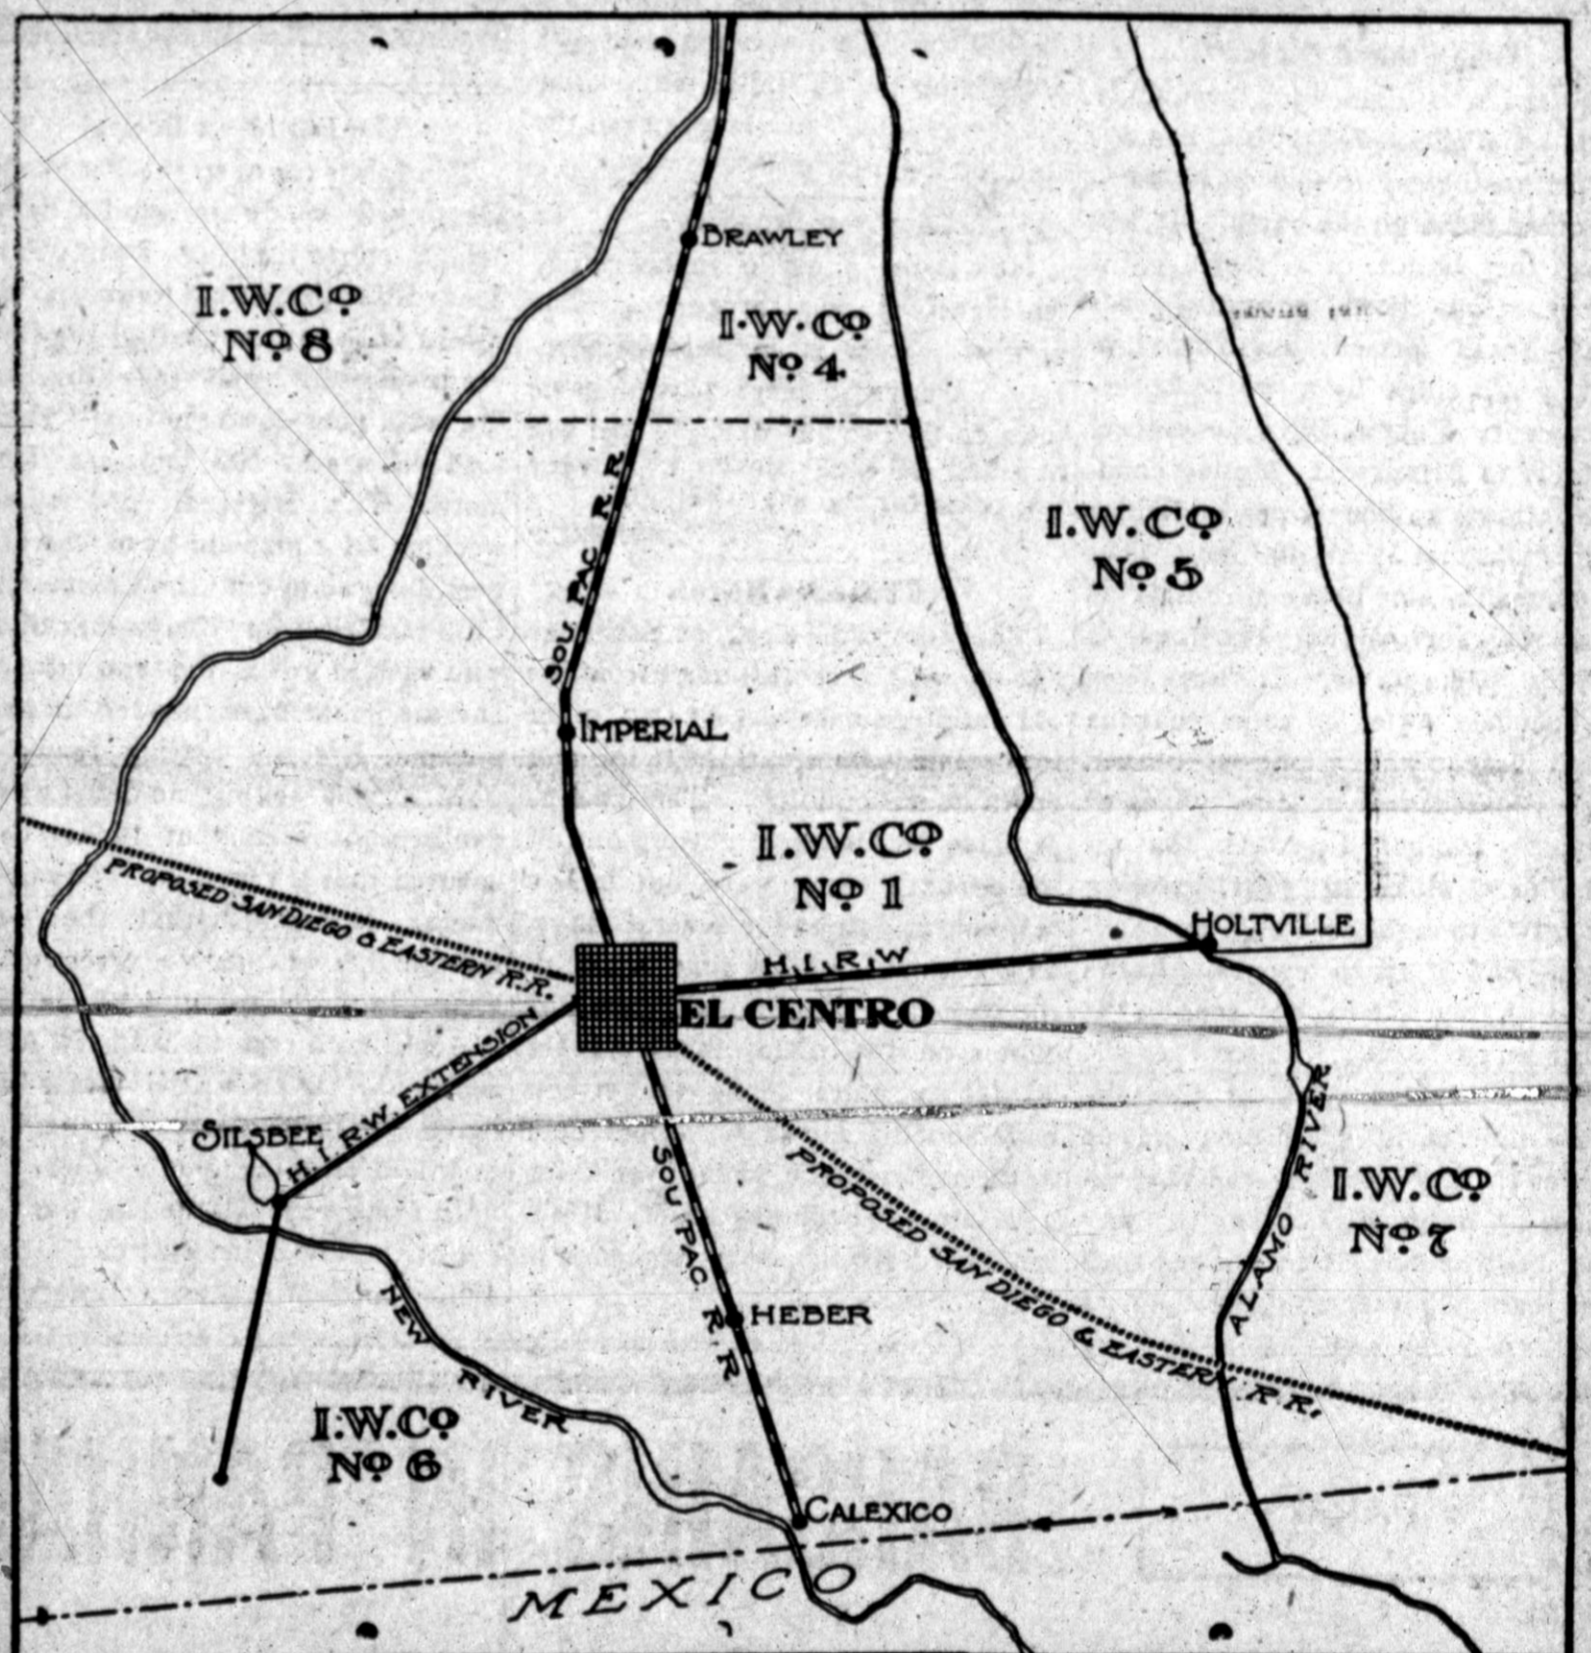 BRAWLEY
I.W.Cº
Nº 8
I.W.Cº
Nº 4
SOU. PAC. R.R
I.W.Cº
Nº 5
IMPERIAL
I.W.Cº
Nº 1
PROPOSED SAN DIEGO & EASTERN R.R.
HOLTVILLE
H.I.R.W
EL CENTRO
H.I.R.W. EXTENSION
SILSBEE
ALAMO RIVER
SOU PAC. R.R
PROPOSED SAN DIEGO & EASTERN R.R.
I.W.Cº
Nº 7
HEBER
NEW RIVER
I.W.Cº
Nº 6
CALEXICO
MEXICO